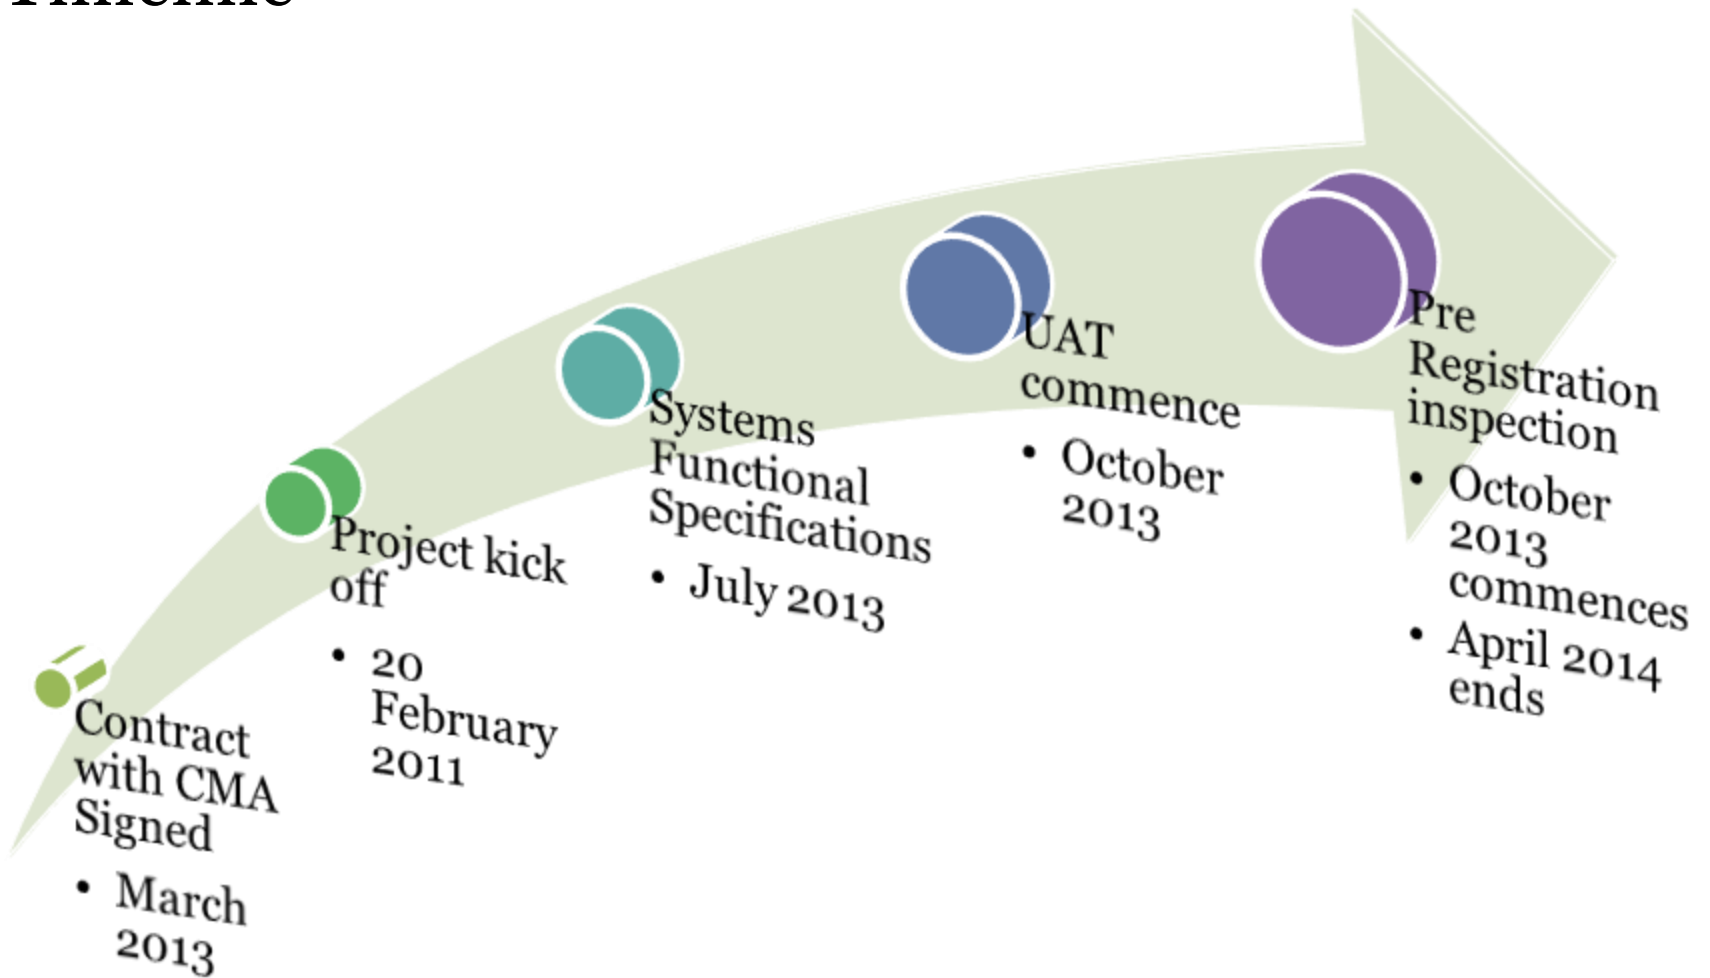 Timeline
Contract
with CMA
Signed
• March
2013
Project kick
off
• 20
February
2011
Systems
Functional
Specifications
• July 2013
UAT
commence
• October
2013
Pre
Registration
inspection
• October
2013
commences
• April 2014
ends